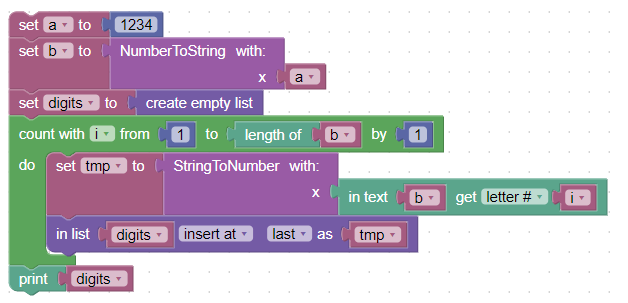 set a to 1234
set b to NumberToString with:
x a
set digits to create empty list
count with i from 1 to length of b by 1
do set tmp to StringToNumber with:
x in text b get letter # i
in list digits insert at last as tmp
print digits